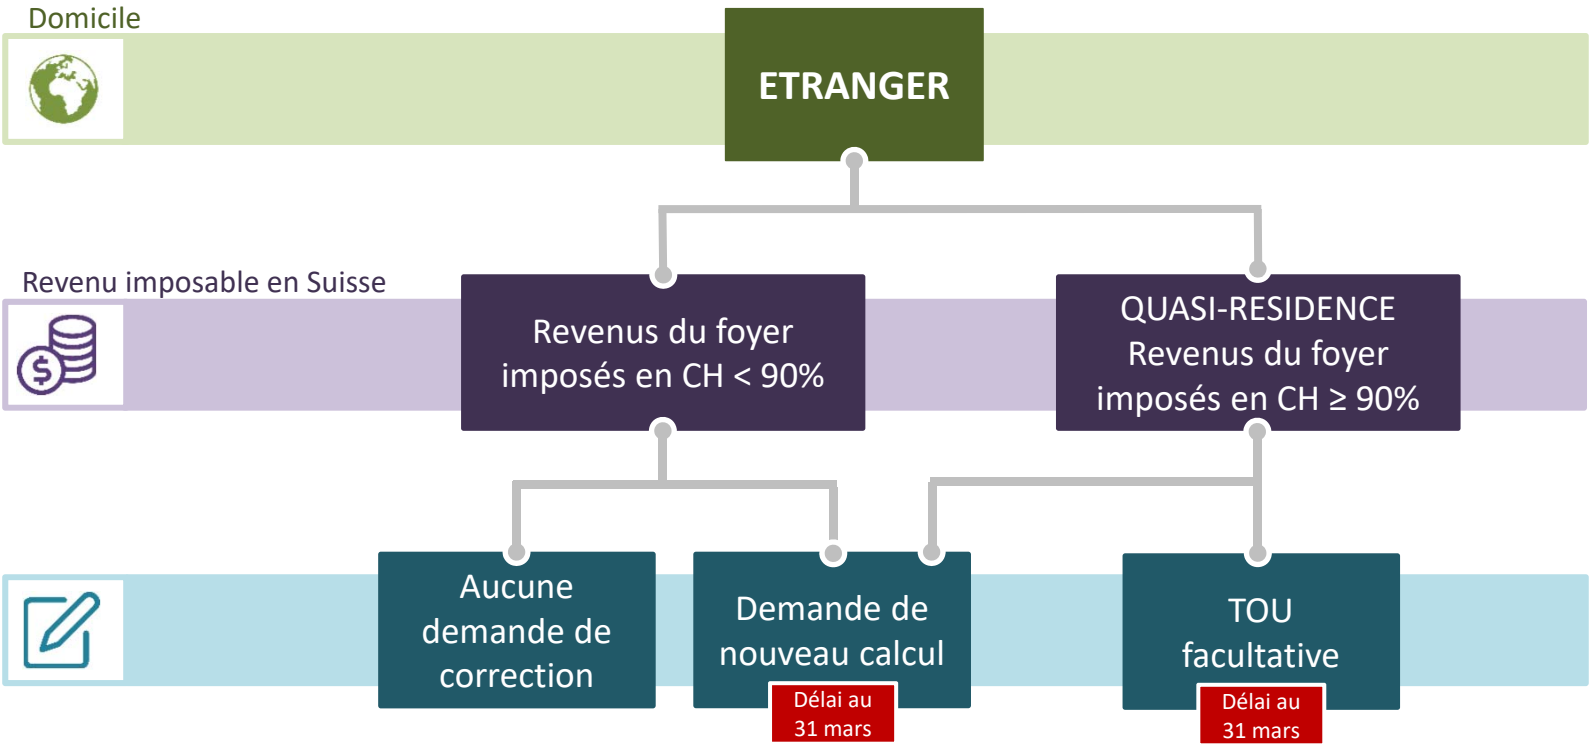 Domicile
ETRANGER
Revenu imposable en Suisse
Revenus du foyer
imposés en CH < 90%
QUASI-RESIDENCE
Revenus du foyer
imposés en CH ≥ 90%
Aucune
demande de
correction
Demande de
nouveau calcul
Délai au
31 mars
TOU
facultative
Délai au
31 mars